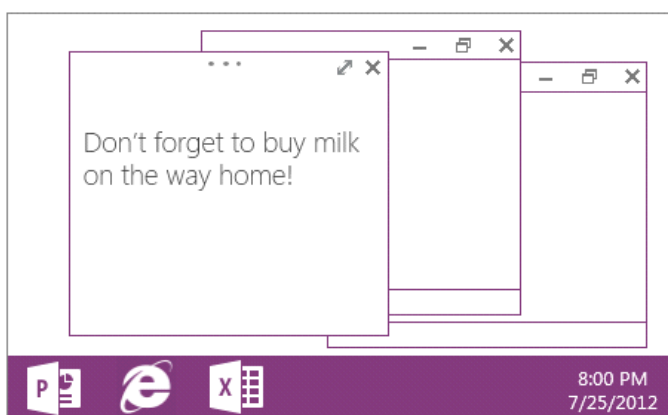 Don't forget to buy milk
on the way home!
P
X
8:00 PM
7/25/2012